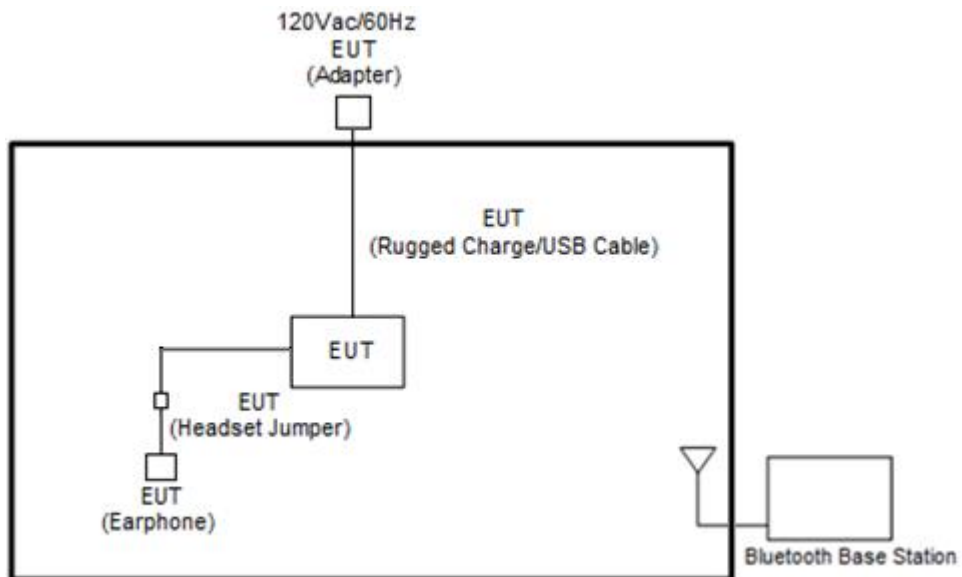 120Vac/60Hz
EUT
(Adapter)
EUT
(Rugged Charge/USB Cable)
EUT
EUT
(Headset Jumper)
EUT
(Earphone)
Bluetooth Base Station